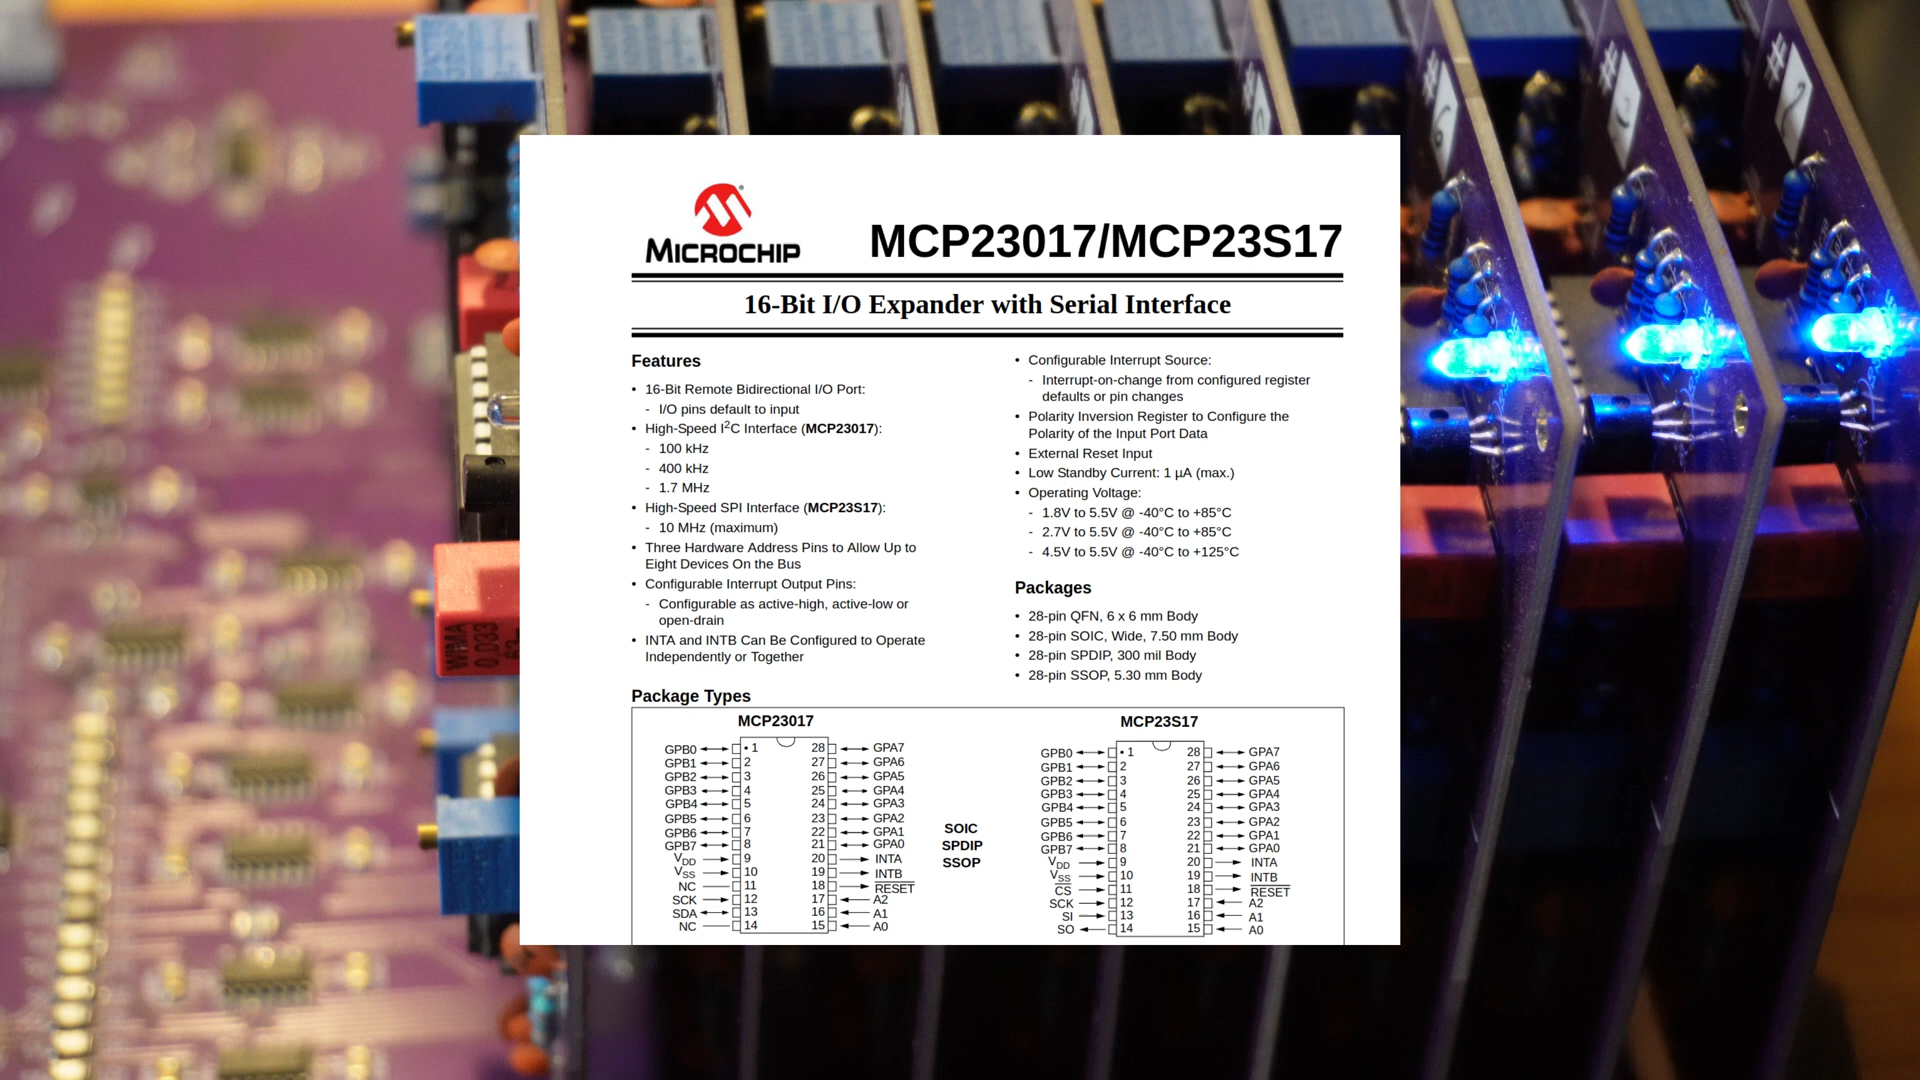 MICROCHIP
MCP23017/MCP23S17
16-Bit I/O Expander with Serial Interface
Features
• 16-Bit Remote Bidirectional I/O Port:
- I/O pins default to input
• High-Speed I2C Interface (MCP23017):
- 100 kHz
- 400 kHz
- 1.7 MHz
• High-Speed SPI Interface (MCP23S17):
- 10 MHz (maximum)
• Three Hardware Address Pins to Allow Up to
Eight Devices On the Bus
• Configurable Interrupt Output Pins:
- Configurable as active-high, active-low or
open-drain
• INTA and INTB Can Be Configured to Operate
Independently or Together
• Configurable Interrupt Source:
- Interrupt-on-change from configured register
defaults or pin changes
• Polarity Inversion Register to Configure the
Polarity of the Input Port Data
• External Reset Input
• Low Standby Current: 1 µA (max.)
• Operating Voltage:
- 1.8V to 5.5V @ -40°C to +85°C
- 2.7V to 5.5V @ -40°C to +85°C
- 4.5V to 5.5V @ -40°C to +125°C
Packages
• 28-pin QFN, 6 x 6 mm Body
• 28-pin SOIC, Wide, 7.50 mm Body
• 28-pin SPDIP, 300 mil Body
• 28-pin SSOP, 5.30 mm Body
Package Types
MCP23017
GPB0 • 1 28 GPA7
GPB1 2 27 GPA6
GPB2 3 26 GPA5
GPB3 4 25 GPA4
GPB4 5 24 GPA3
GPB5 6 23 GPA2
GPB6 7 22 GPA1
GPB7 8 21 GPA0
VDD 9 20 INTA
VSS 10 19 INTB
NC 11 18 RESET
SCK 12 17 A2
SDA 13 16 A1
NC 14 15 A0
SOIC
SPDIP
SSOP
MCP23S17
GPB0 • 1 28 GPA7
GPB1 2 27 GPA6
GPB2 3 26 GPA5
GPB3 4 25 GPA4
GPB4 5 24 GPA3
GPB5 6 23 GPA2
GPB6 7 22 GPA1
GPB7 8 21 GPA0
VDD 9 20 INTA
VSS 10 19 INTB
CS 11 18 RESET
SCK 12 17 A2
SI 13 16 A1
SO 14 15 A0
WIMA
0.033
63